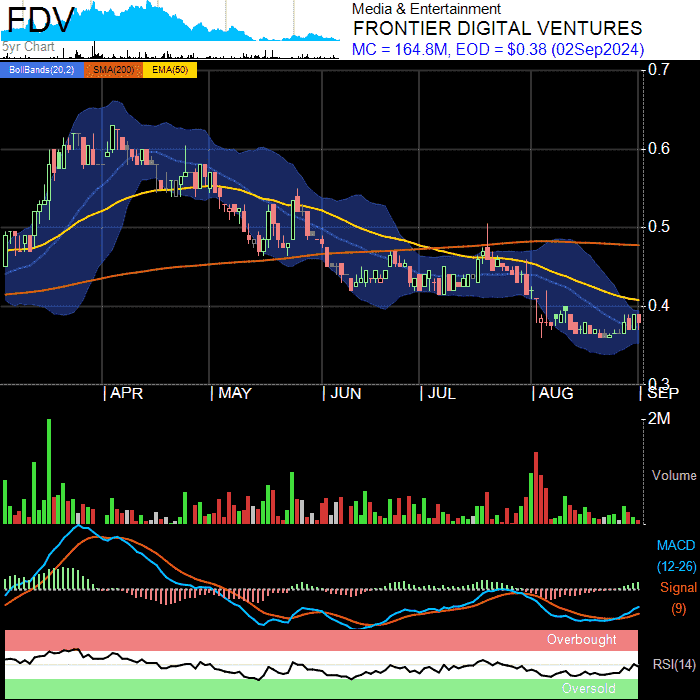 FDV
5yr Chart
Media & Entertainment
FRONTIER DIGITAL VENTURES
MC = 164.8M, EOD = $0.38 (02Sep2024)
BollBands(20,2) SMA(200) EMA(50)
0.7
0.6
0.5
0.4
0.3
APR MAY JUN JUL AUG SEP
2M
Volume
MACD
(12-26)
Signal
(9)
Overbought
RSI(14)
Oversold